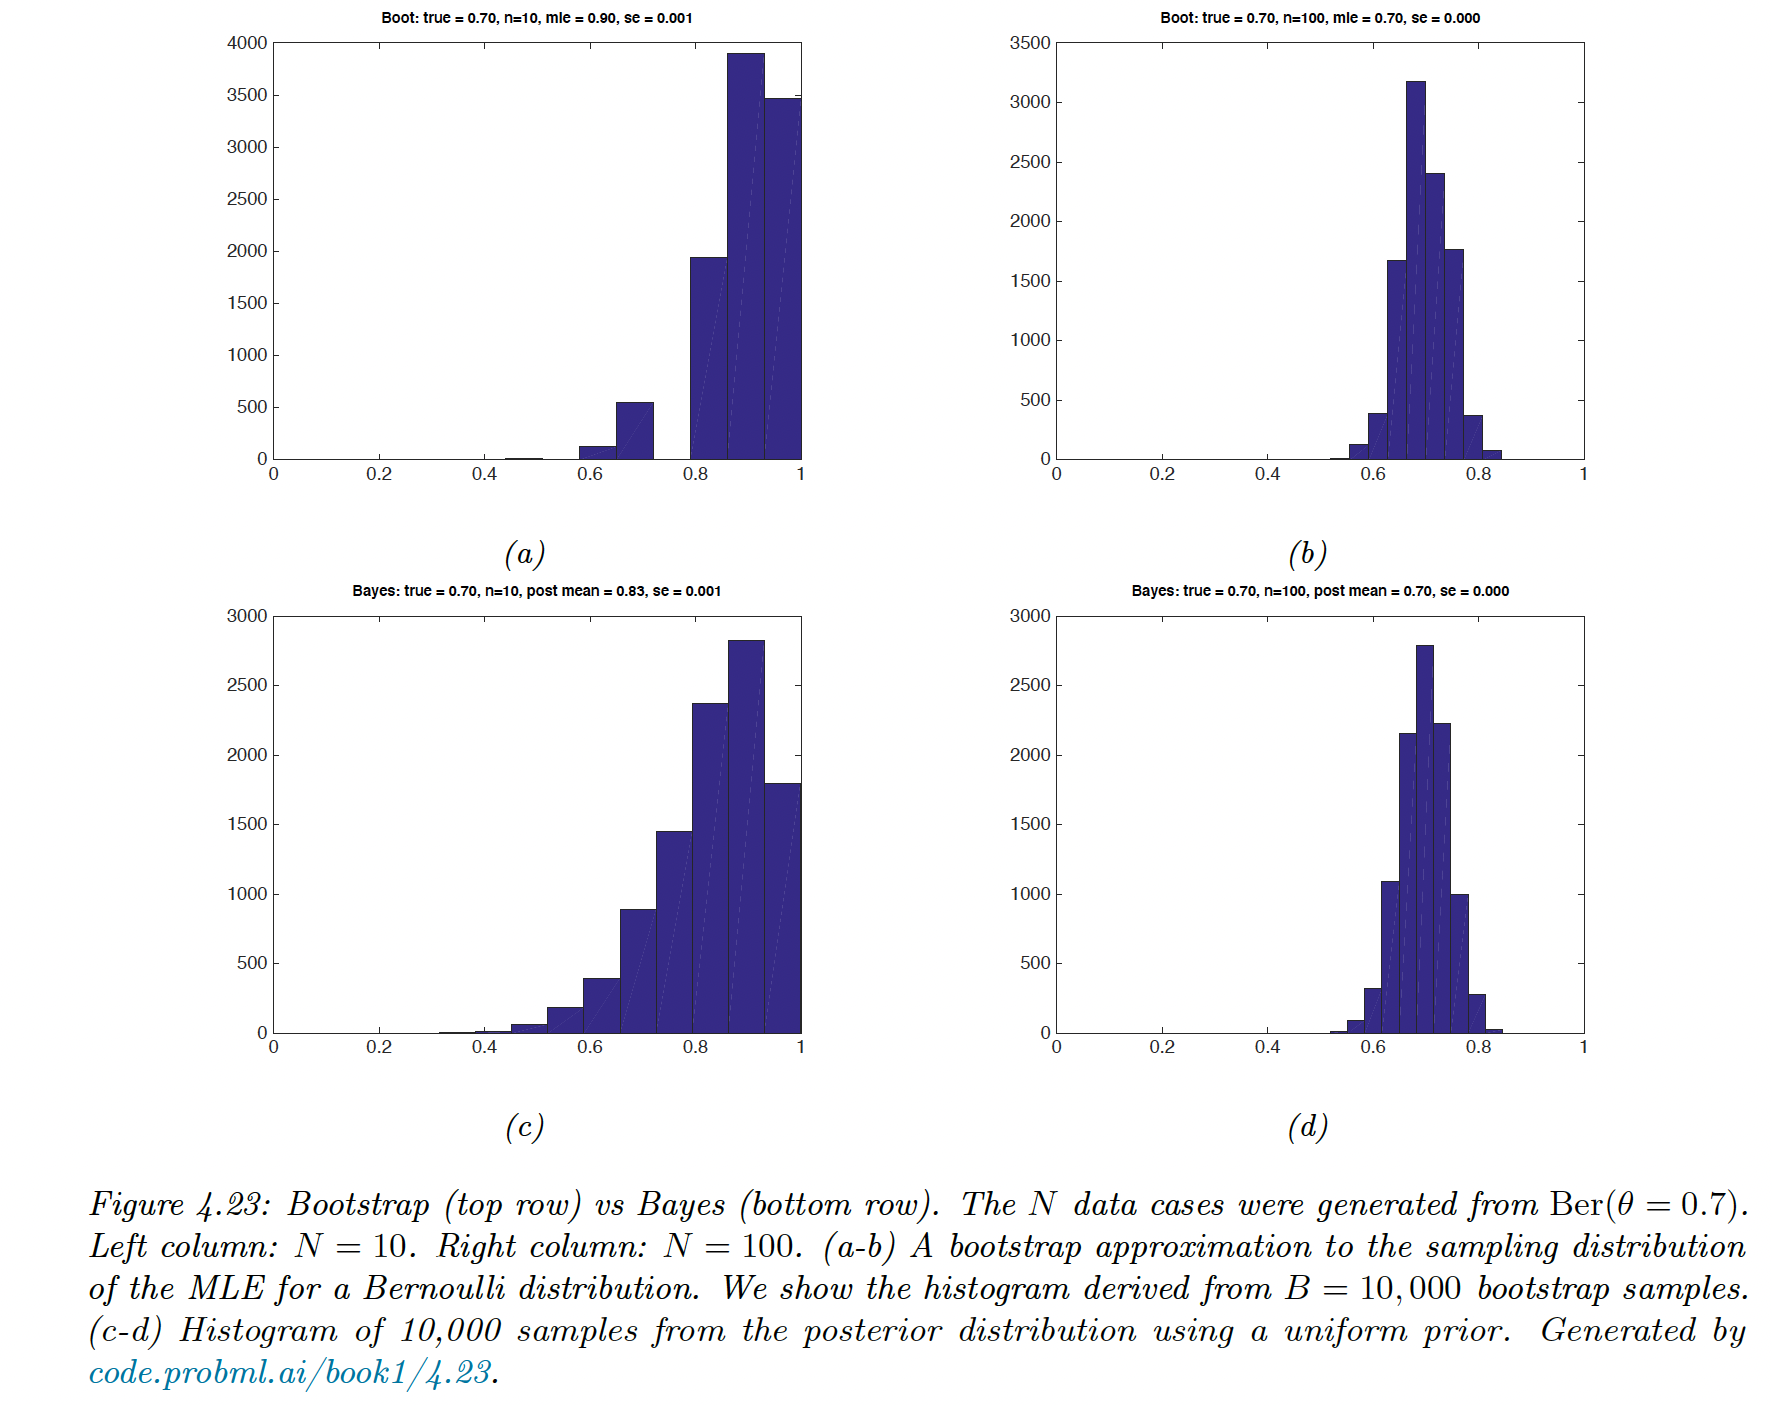 Boot: true = 0.70, n=10, mle = 0.90, se = 0.001
4000
3500
3000
2500
2000
1500
1000
500
0
0 0.2 0.4 0.6 0.8 1
(a)
Boot: true = 0.70, n=100, mle = 0.70, se = 0.000
3500
3000
2500
2000
1500
1000
500
0
0 0.2 0.4 0.6 0.8 1
(b)
Bayes: true = 0.70, n=10, post mean = 0.83, se = 0.001
3000
2500
2000
1500
1000
500
0
0 0.2 0.4 0.6 0.8 1
(c)
Bayes: true = 0.70, n=100, post mean = 0.70, se = 0.000
3000
2500
2000
1500
1000
500
0
0 0.2 0.4 0.6 0.8 1
(d)
Figure 4.23: Bootstrap (top row) vs Bayes (bottom row). The N data cases were generated from Ber(θ = 0.7).
Left column: N = 10. Right column: N = 100. (a-b) A bootstrap approximation to the sampling distribution
of the MLE for a Bernoulli distribution. We show the histogram derived from B = 10, 000 bootstrap samples.
(c-d) Histogram of 10,000 samples from the posterior distribution using a uniform prior. Generated by
code.probml.ai/book1/4.23.